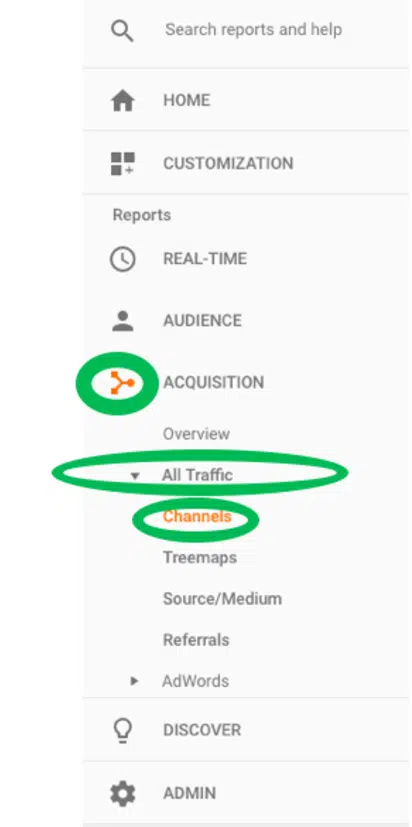 Search reports and help
HOME
CUSTOMIZATION
Reports
REAL-TIME
AUDIENCE
ACQUISITION
Overview
All Traffic
Channels
Treemaps
Source/Medium
Referrals
AdWords
DISCOVER
ADMIN